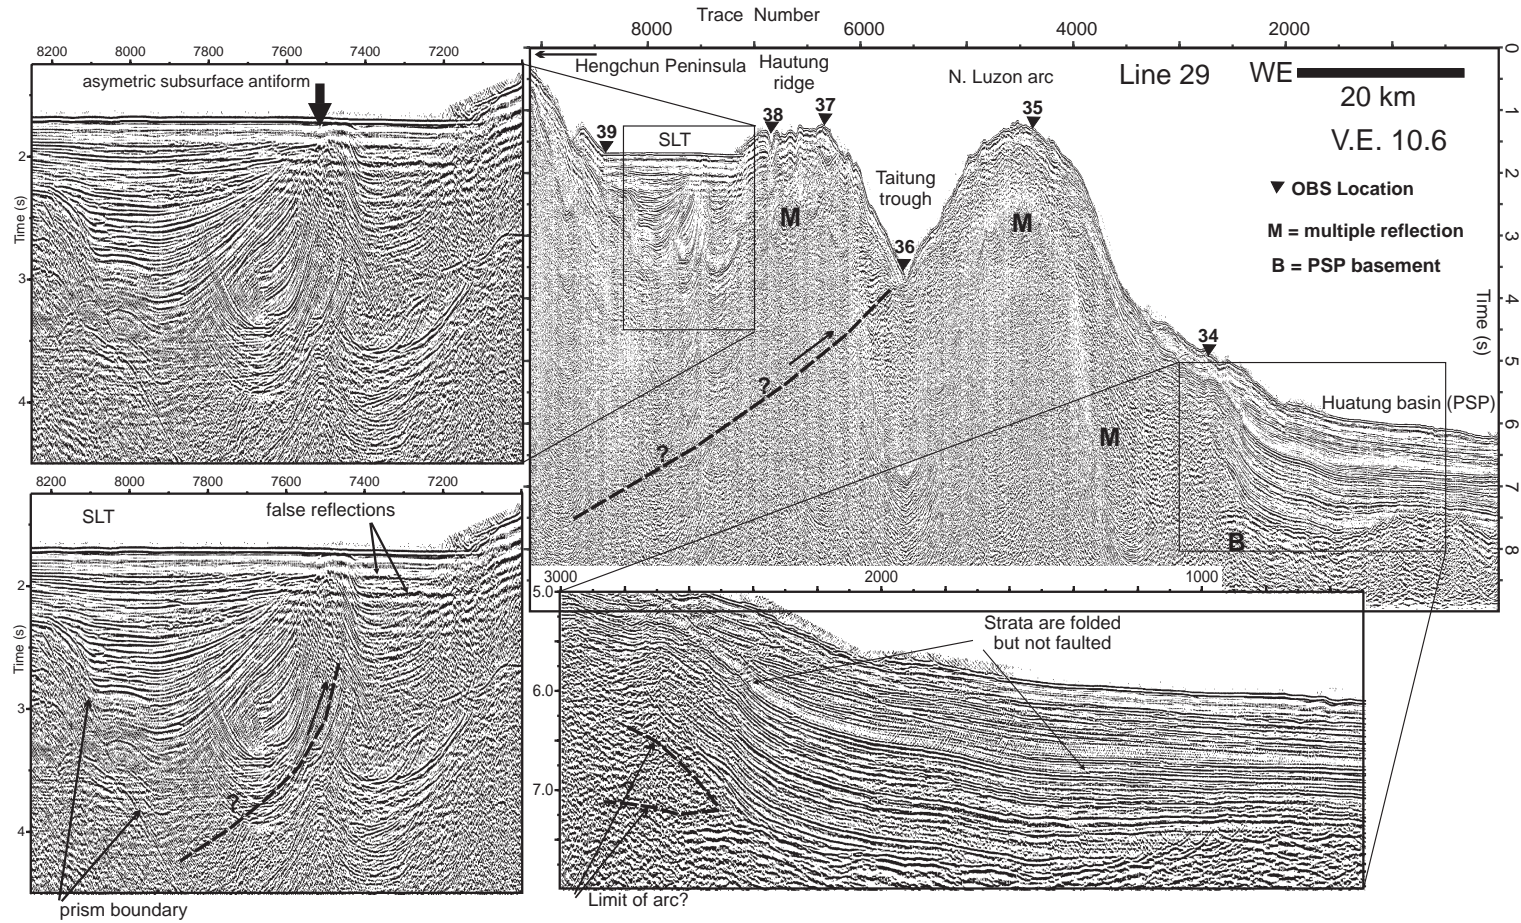 Trace Number
8000 6000 4000 2000 0
Hengchun Peninsula
Hautung
ridge
N. Luzon arc
Line 29
WE
20 km
V.E. 10.6
OBS Location
M = multiple reflection
B = PSP basement
39
SLT
38
37
35
Taitung
trough
36
34
M
M
M
B
?
?
Huatung basin (PSP)
1
2
3
4
5
6
7
8
Time (s)
8200 8000 7800 7600 7400 7200
asymetric subsurface antiform
2
3
4
Time (s)
8200 8000 7800 7600 7400 7200
SLT
false reflections
2
3
4
Time (s)
?
prism boundary
3000 2000 1000
5.0
6.0
7.0
8.0
Strata are folded
but not faulted
Limit of arc?